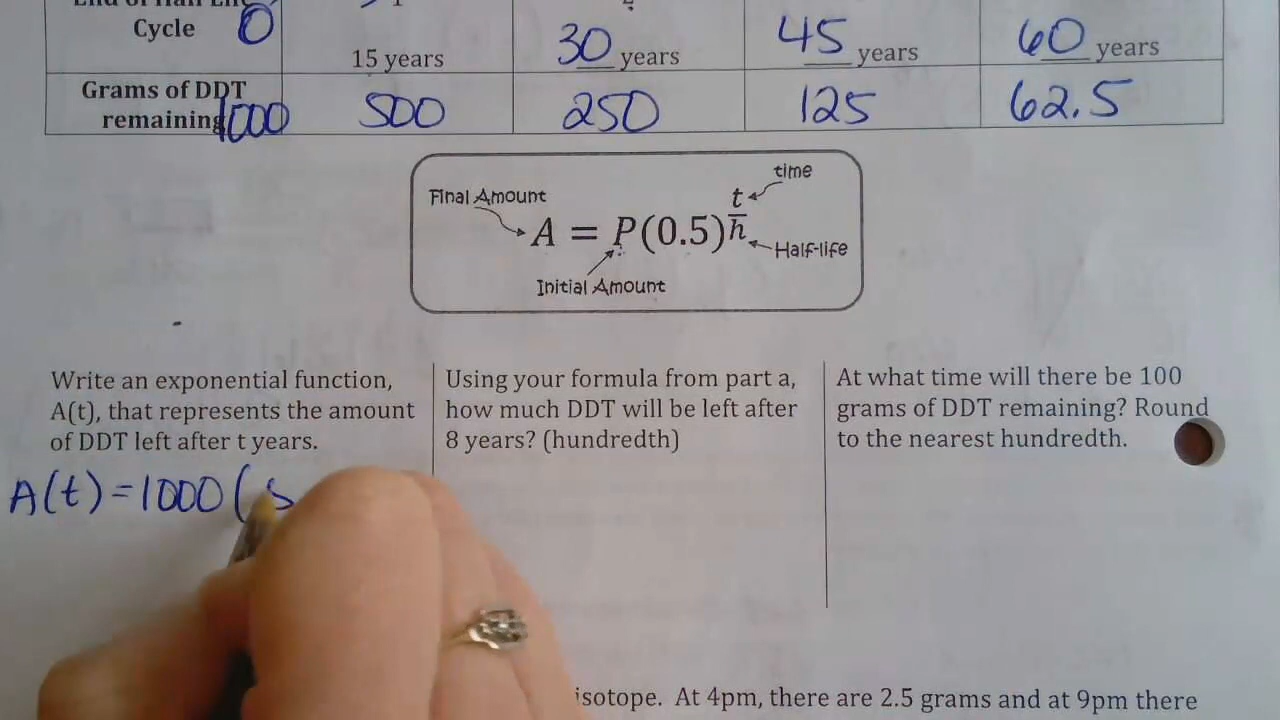 Cycle 0
15 years 30 years 45 years 60 years
Grams of DDT
remaining 1000 500 250 125 62.5
time
Final Amount
t
A = P(0.5)
h
Half-life
Initial Amount
Write an exponential function,
A(t), that represents the amount
of DDT left after t years.
A(t) = 1000 (
Using your formula from part a,
how much DDT will be left after
8 years? (hundredth)
At what time will there be 100
grams of DDT remaining? Round
to the nearest hundredth.
isotope. At 4pm, there are 2.5 grams and at 9pm there